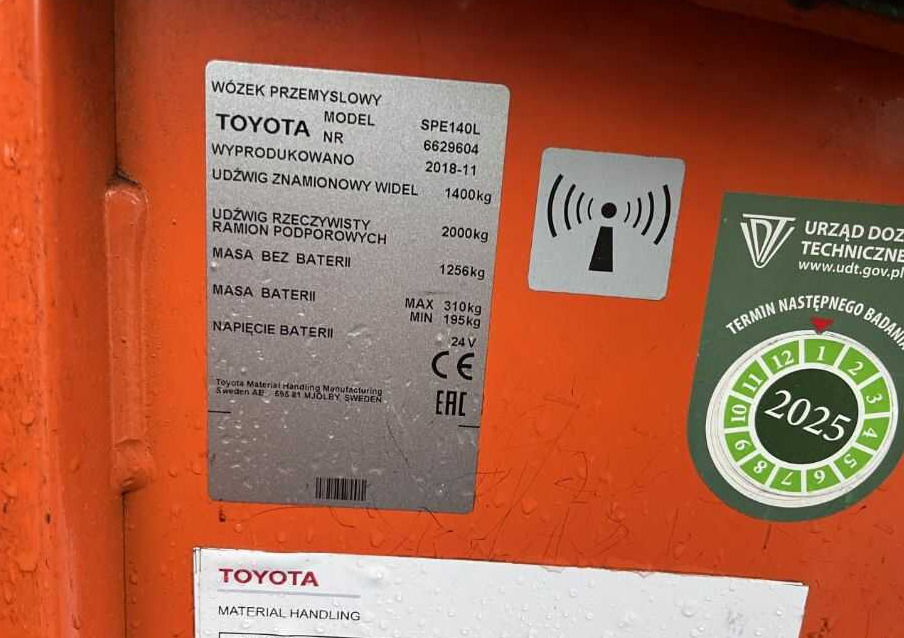 WÓZEK PRZEMYSLOWY
TOYOTA MODEL SPE140L
NR 6629604
WYPRODUKOWANO 2018-11
UDŹWIG ZNAMIONOWY WIDEL 1400kg
UDŹWIG RZECZYWISTY
RAMION PODPOROWYCH 2000kg
MASA BEZ BATERII 1256kg
MASA BATERII MAX 310kg
MIN 195kg
NAPIĘCIE BATERII 24V
CE
Toyota Material Handling Manufacturing
Sweden AB 595 81 MJÖLBY, SWEDEN
EAC
UDT
URZĄD DOZ
TECHNICZNE
www.udt.gov.pl
TERMIN NASTĘPNEGO BADANIA
1 2 3 4 5 6 7 8 9 10 11 12
2025
TOYOTA
MATERIAL HANDLING